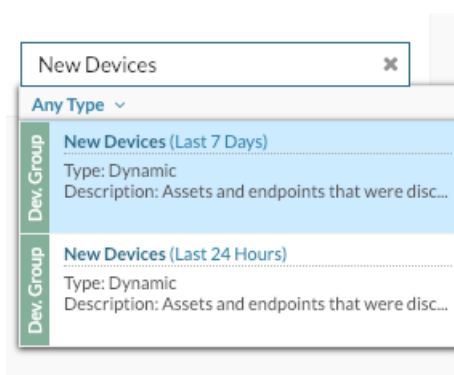 New Devices ✖
Any Type
Dev. Group
New Devices (Last 7 Days)
Type: Dynamic
Description: Assets and endpoints that were disc...
Dev. Group
New Devices (Last 24 Hours)
Type: Dynamic
Description: Assets and endpoints that were disc...